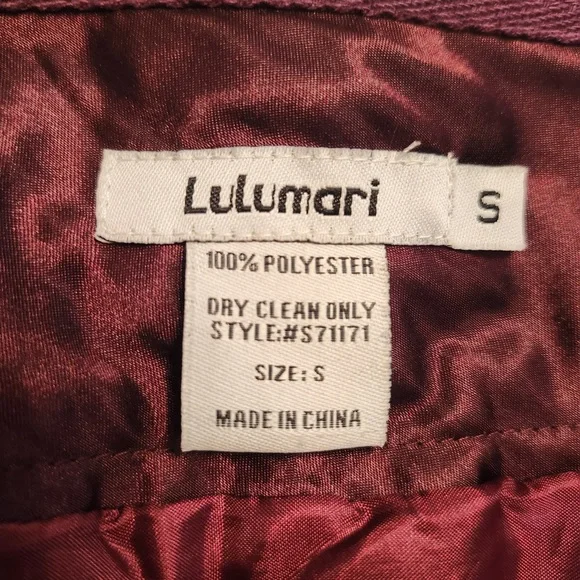 Lulumari
S
100% POLYESTER
DRY CLEAN ONLY
STYLE:#S71171
SIZE: S
MADE IN CHINA